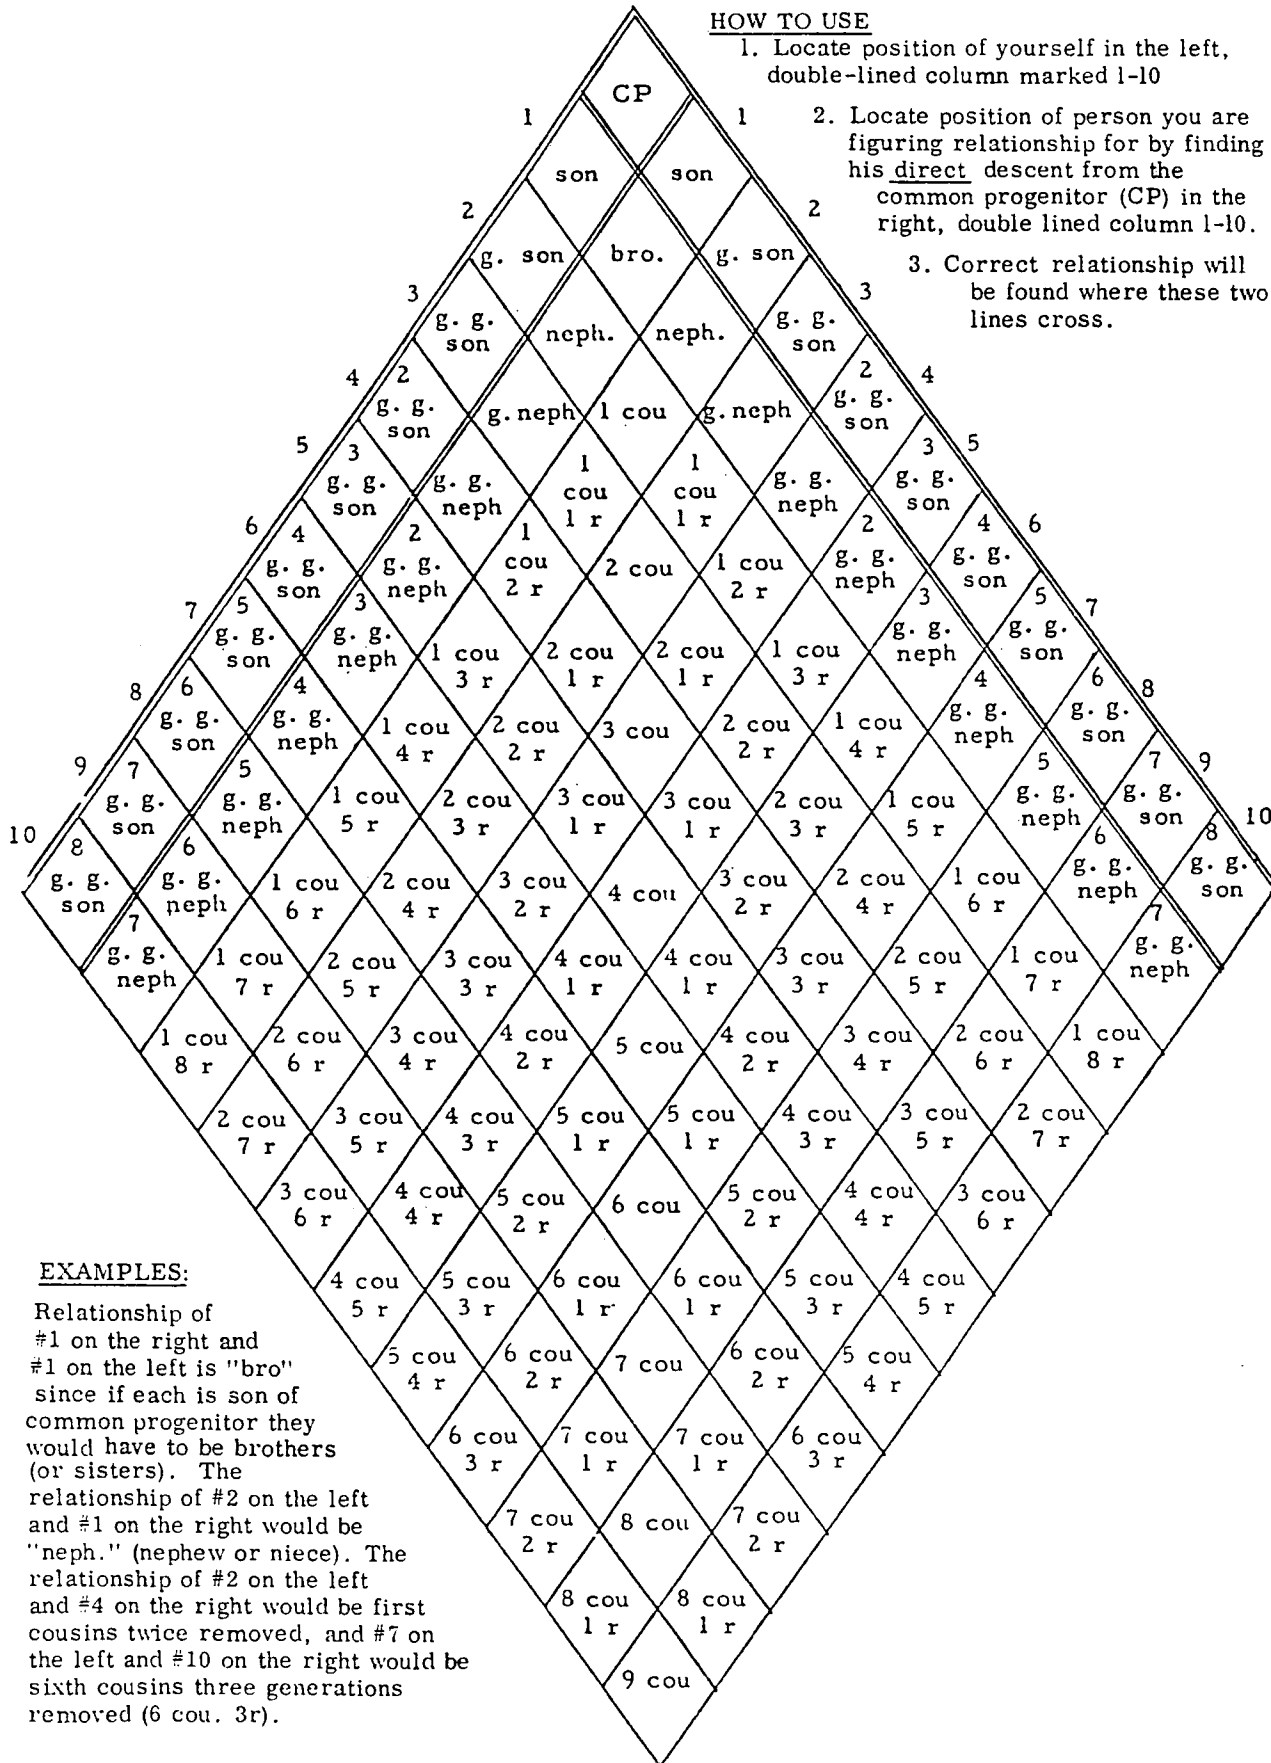 HOW TO USE
1. Locate position of yourself in the left,
double-lined column marked 1-10
2. Locate position of person you are
figuring relationship for by finding
his direct descent from the
common progenitor (CP) in the
right, double lined column 1-10.
3. Correct relationship will
be found where these two
lines cross.
CP
1 1
son son
2 2
g. son bro. g. son
3 3
g. g. neph. neph. g. g.
son son
4 2 2 4
g. g. g. neph 1 cou g. neph g. g.
son son
5 3 1 1 3 5
g. g. g. g. cou cou g. g. g. g.
son neph 1 r 1 r neph son
6 4 2 1 2 4 6
g. g. g. g. cou 2 cou 1 cou g. g. g. g.
son neph 2 r 2 r neph son
7 5 3 3 5 7
g. g. g. g. 1 cou 2 cou 2 cou 1 cou g. g. g. g.
son neph 3 r 1 r 1 r 3 r neph son
8 6 4 4 6 8
g. g. g. g. 1 cou 2 cou 3 cou 2 cou 1 cou g. g. g. g.
son neph 4 r 2 r 2 r 4 r neph son
9 7 5 5 7 9
g. g. g. g. 1 cou 2 cou 3 cou 3 cou 2 cou 1 cou g. g. g. g.
son neph 5 r 3 r 1 r 1 r 3 r 5 r neph son
10 8 6 6 8 10
g. g. g. g. 1 cou 2 cou 3 cou 4 cou 3 cou 2 cou 1 cou g. g. g. g.
son neph 6 r 4 r 2 r 2 r 4 r 6 r neph son
7 7
g. g. 1 cou 2 cou 3 cou 4 cou 4 cou 3 cou 2 cou 1 cou g. g.
neph 7 r 5 r 3 r 1 r 1 r 3 r 5 r 7 r neph
1 cou 2 cou 3 cou 4 cou 5 cou 4 cou 3 cou 2 cou 1 cou
8 r 6 r 4 r 2 r 2 r 4 r 6 r 8 r
2 cou 3 cou 4 cou 5 cou 5 cou 4 cou 3 cou 2 cou
7 r 5 r 3 r 1 r 1 r 3 r 5 r 7 r
3 cou 4 cou 5 cou 6 cou 5 cou 4 cou 3 cou
6 r 4 r 2 r 2 r 4 r 6 r
4 cou 5 cou 6 cou 6 cou 5 cou 4 cou
5 r 3 r 1 r 1 r 3 r 5 r
5 cou 6 cou 7 cou 6 cou 5 cou
4 r 2 r 2 r 4 r
6 cou 7 cou 7 cou 6 cou
3 r 1 r 1 r 3 r
7 cou 8 cou 7 cou
2 r 2 r
8 cou 8 cou
1 r 1 r
9 cou
EXAMPLES:
Relationship of
#1 on the right and
#1 on the left is "bro"
since if each is son of
common progenitor they
would have to be brothers
(or sisters). The
relationship of #2 on the left
and #1 on the right would be
"neph." (nephew or niece). The
relationship of #2 on the left
and #4 on the right would be first
cousins twice removed, and #7 on
the left and #10 on the right would be
sixth cousins three generations
removed (6 cou. 3r).